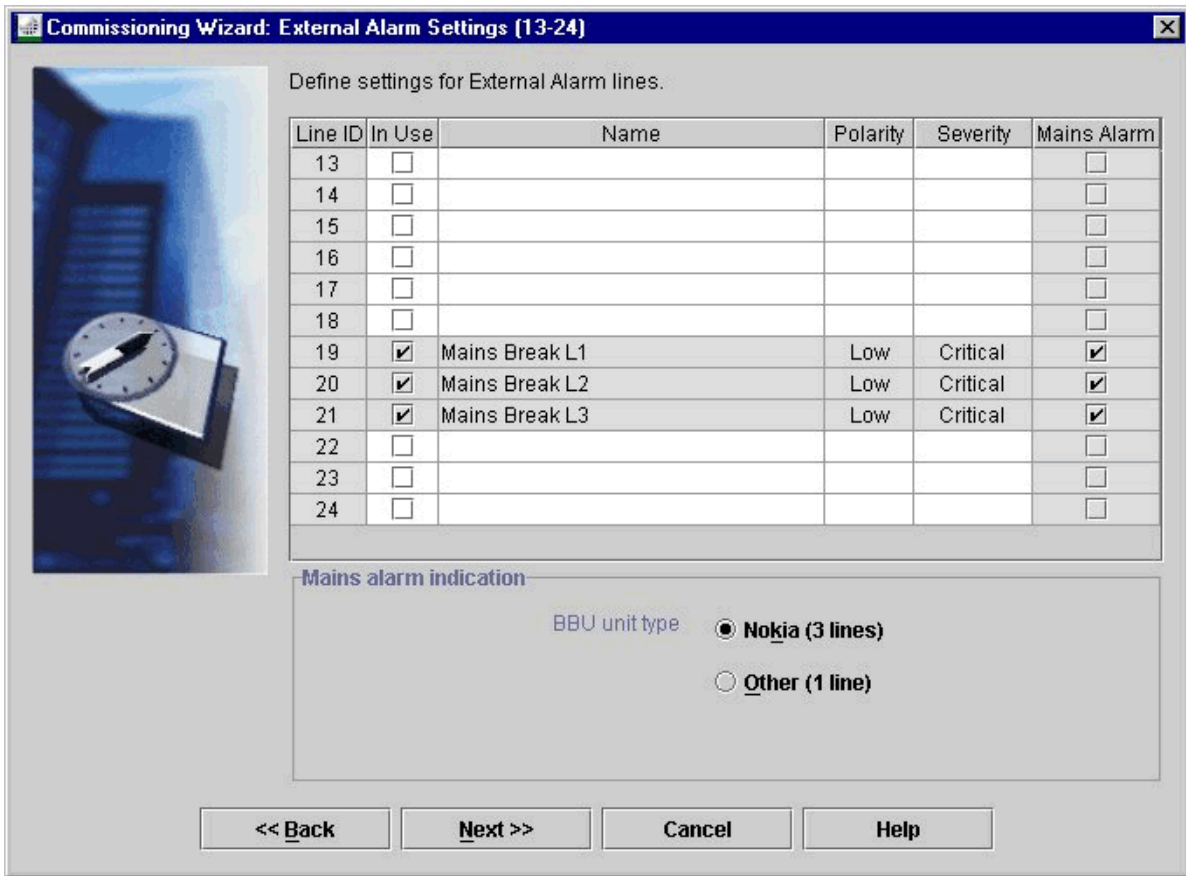 Commissioning Wizard: External Alarm Settings (13-24)
Define settings for External Alarm lines.
Line ID In Use Name Polarity Severity Mains Alarm
13
14
15
16
17
18
19 Mains Break L1 Low Critical
20 Mains Break L2 Low Critical
21 Mains Break L3 Low Critical
22
23
24
Mains alarm indication
BBU unit type Nokia (3 lines)
Other (1 line)
<< Back Next >> Cancel Help